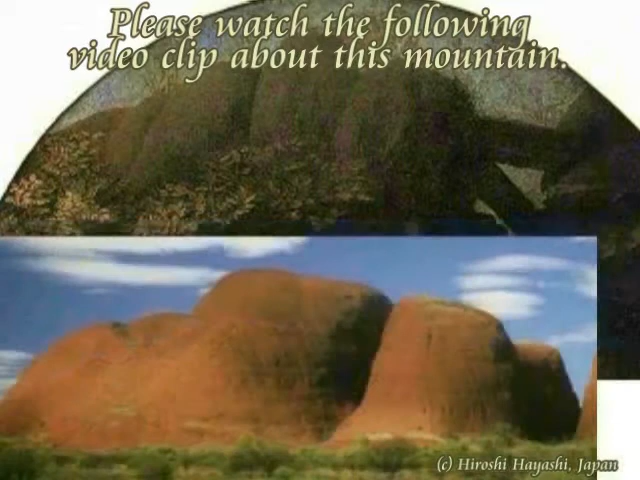 Please watch the following
video clip about this mountain.
(c) Hiroshi Hayashi, Japan